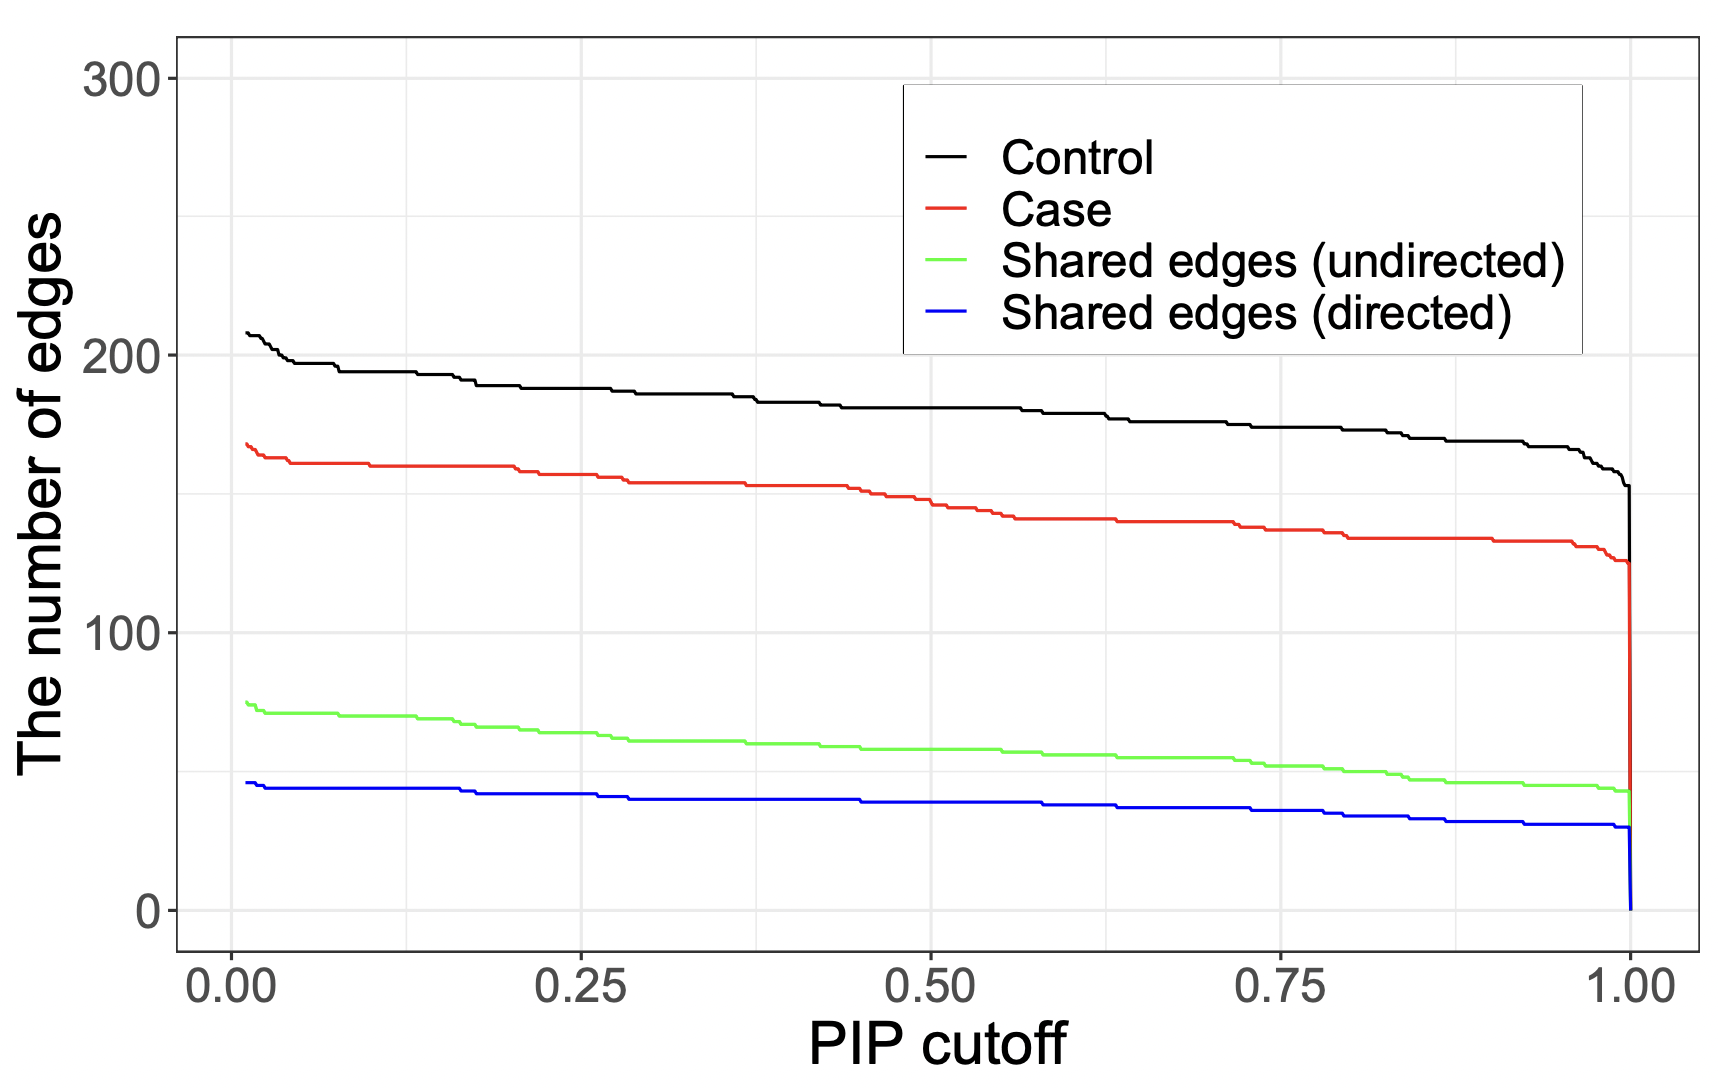 The number of edges
300
200
100
0
Control
Case
Shared edges (undirected)
Shared edges (directed)
0.00 0.25 0.50 0.75 1.00
PIP cutoff